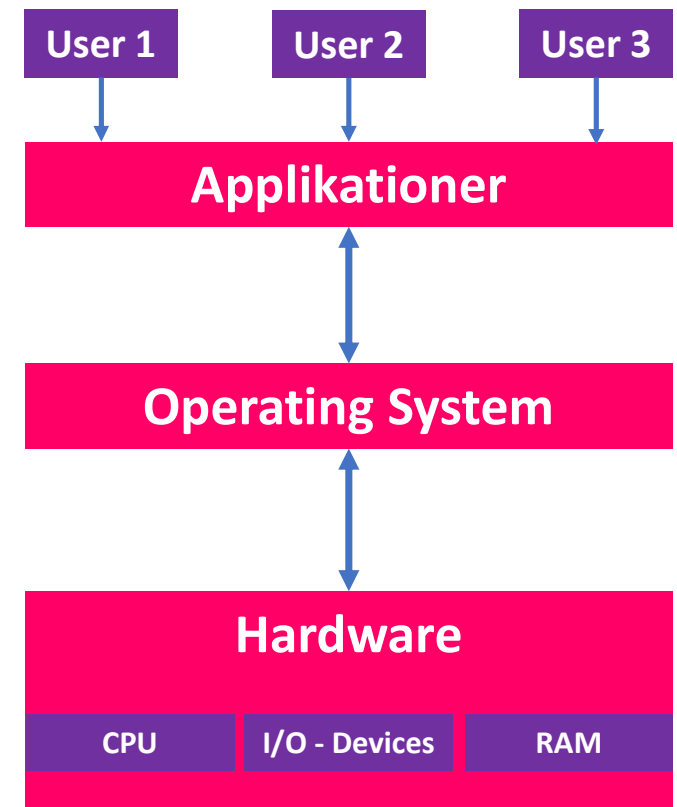 User 1
User 2
User 3
Applikationer
Operating System
Hardware
CPU
I/O - Devices
RAM